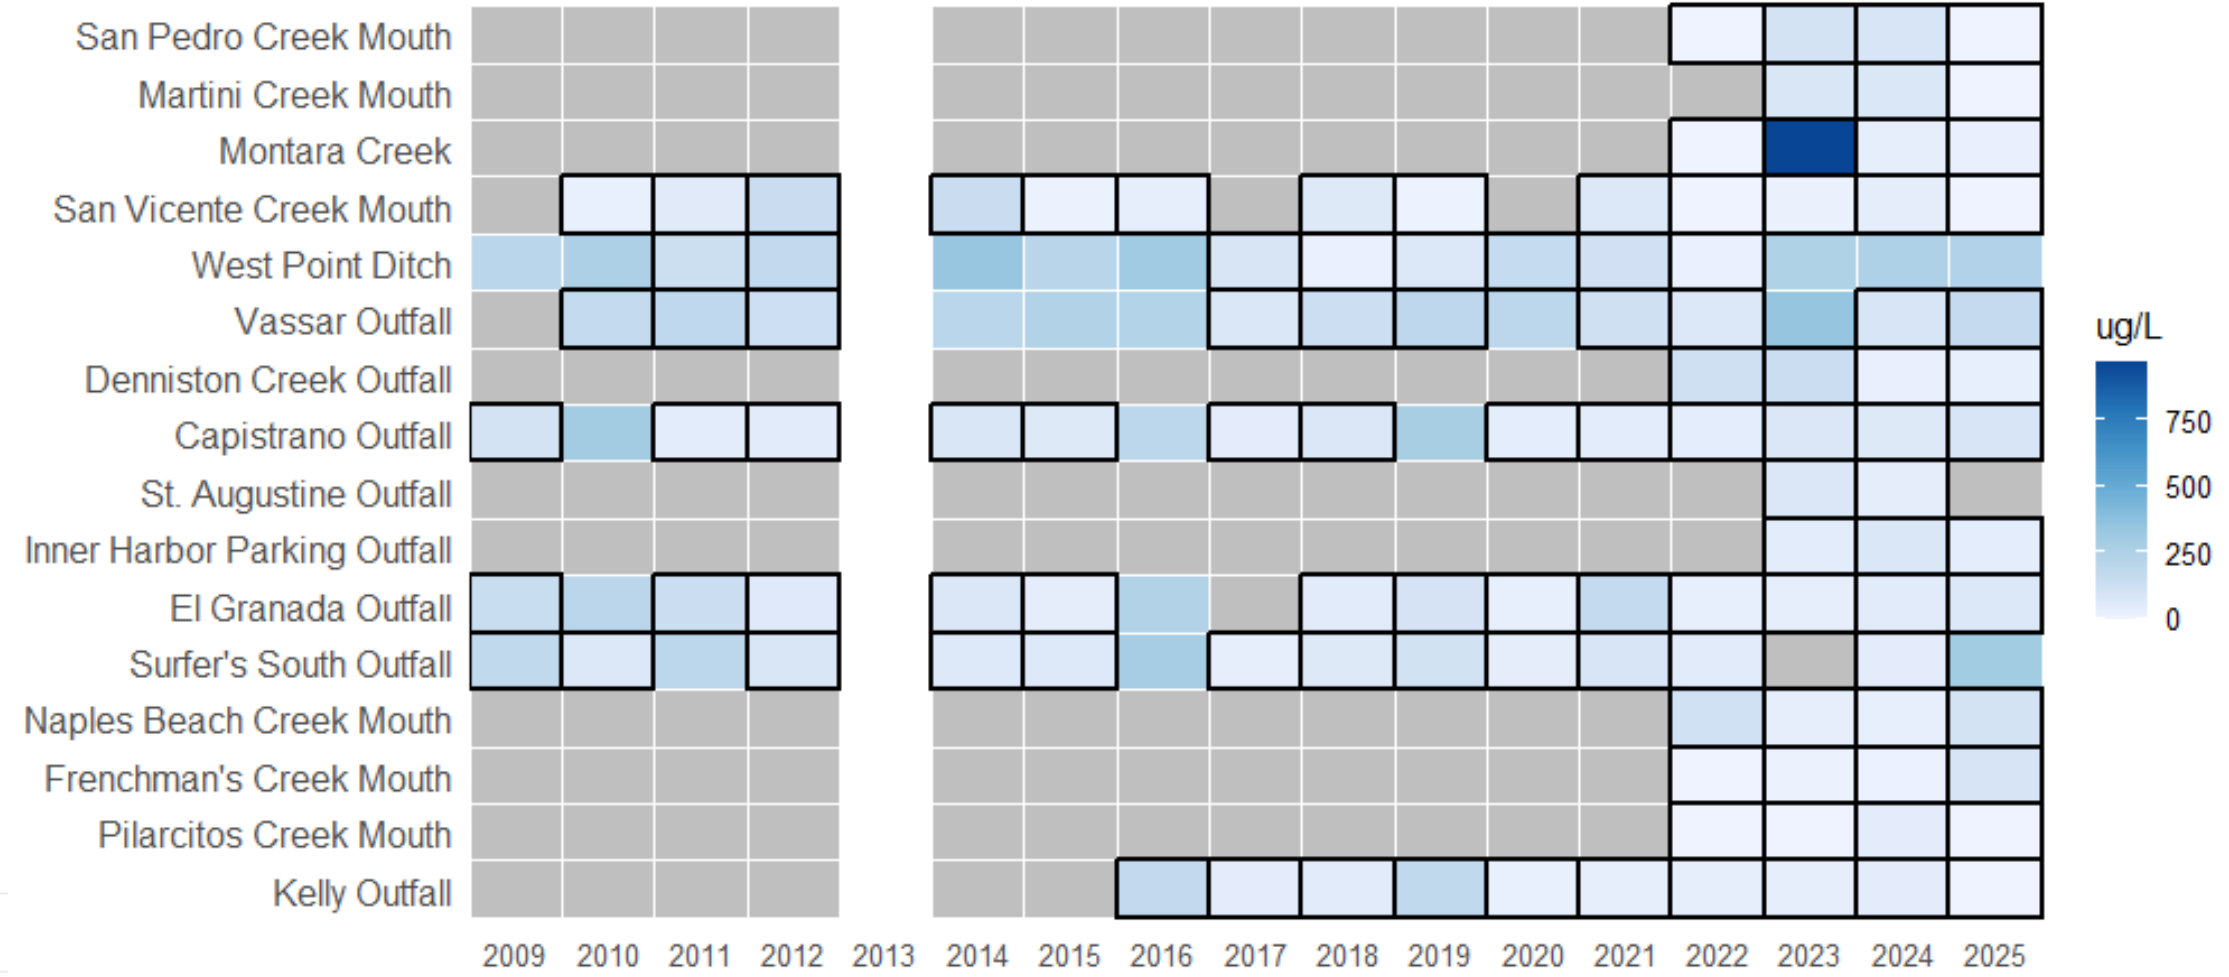 San Pedro Creek Mouth
Martini Creek Mouth
Montara Creek
San Vicente Creek Mouth
West Point Ditch
Vassar Outfall
Denniston Creek Outfall
Capistrano Outfall
St. Augustine Outfall
Inner Harbor Parking Outfall
El Granada Outfall
Surfer's South Outfall
Naples Beach Creek Mouth
Frenchman's Creek Mouth
Pilarcitos Creek Mouth
Kelly Outfall
2009 2010 2011 2012 2013 2014 2015 2016 2017 2018 2019 2020 2021 2022 2023 2024 2025
ug/L
750
500
250
0